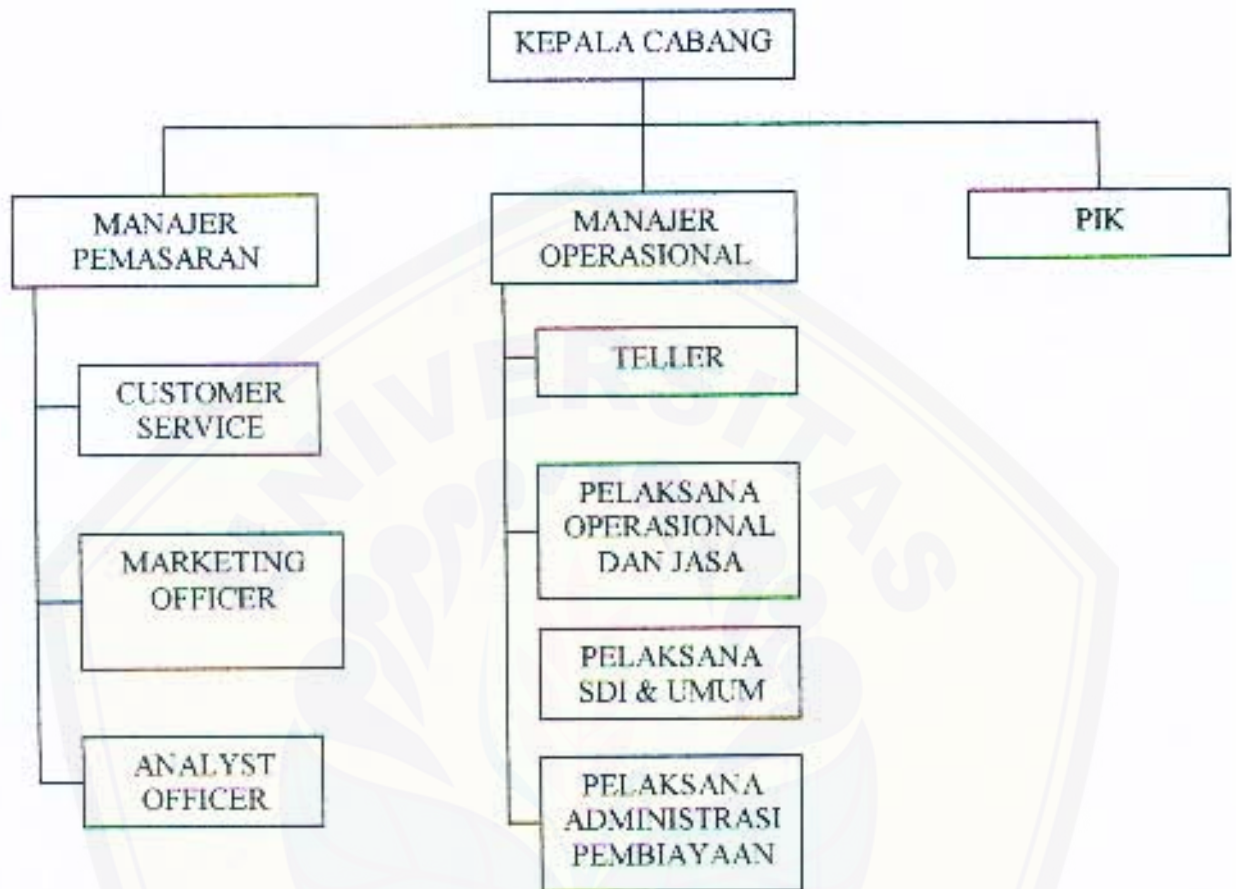 KEPALA CABANG
MANAJER
PEMASARAN
MANAJER
OPERASIONAL
PIK
CUSTOMER
SERVICE
MARKETING
OFFICER
ANALYST
OFFICER
TELLER
PELAKSANA
OPERASIONAL
DAN JASA
PELAKSANA
SDI & UMUM
PELAKSANA
ADMINISTRASI
PEMBIAYAAN
UNIVERSITAS